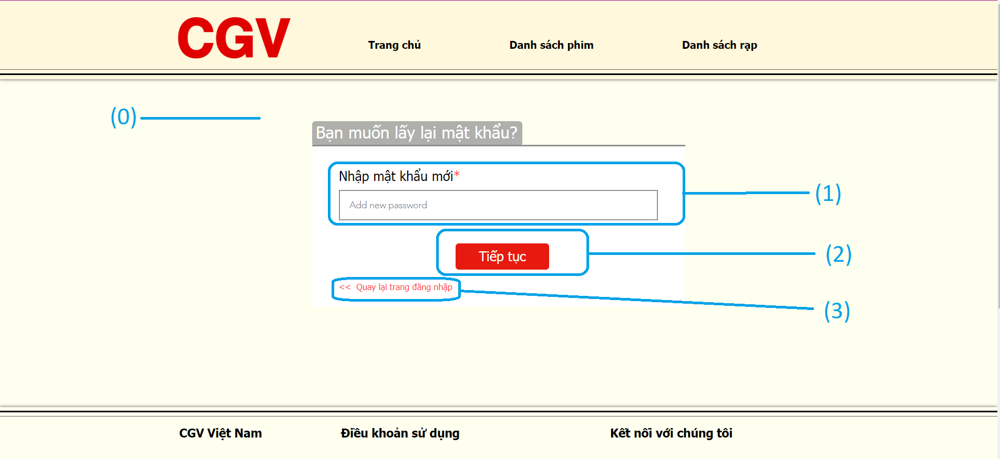 CGV
Trang chủ
Danh sách phim
Danh sách rạp
(0)
Bạn muốn lấy lại mật khẩu?
Nhập mật khẩu mới*
Add new password
(1)
Tiếp tục
(2)
<< Quay lại trang đăng nhập
(3)
CGV Việt Nam
Điều khoản sử dụng
Kết nối với chúng tôi